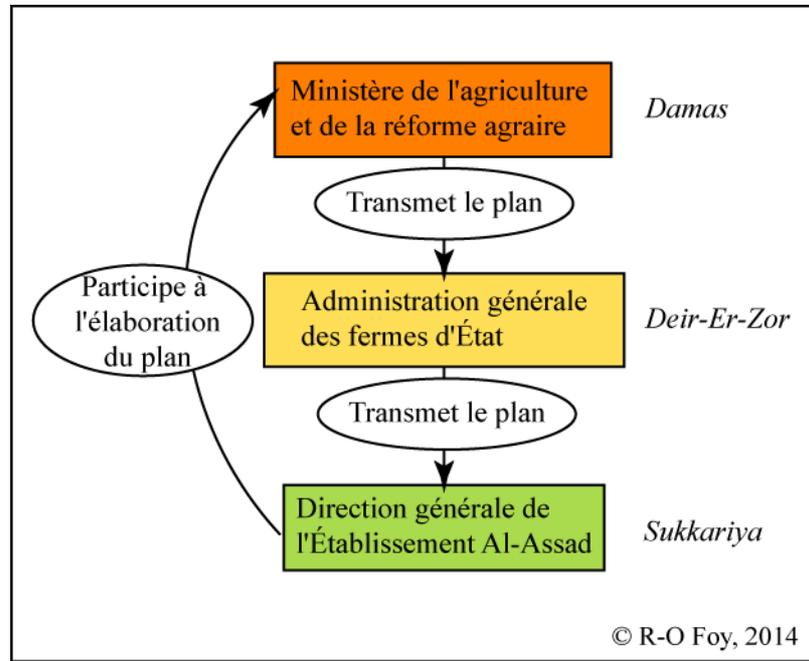 Ministère de l'agriculture
et de la réforme agraire
Damas
Transmet le plan
Participe à
l'élaboration
du plan
Administration générale
des fermes d'État
Deir-Er-Zor
Transmet le plan
Direction générale de
l'Établissement Al-Assad
Sukkariya
© R-O Foy, 2014